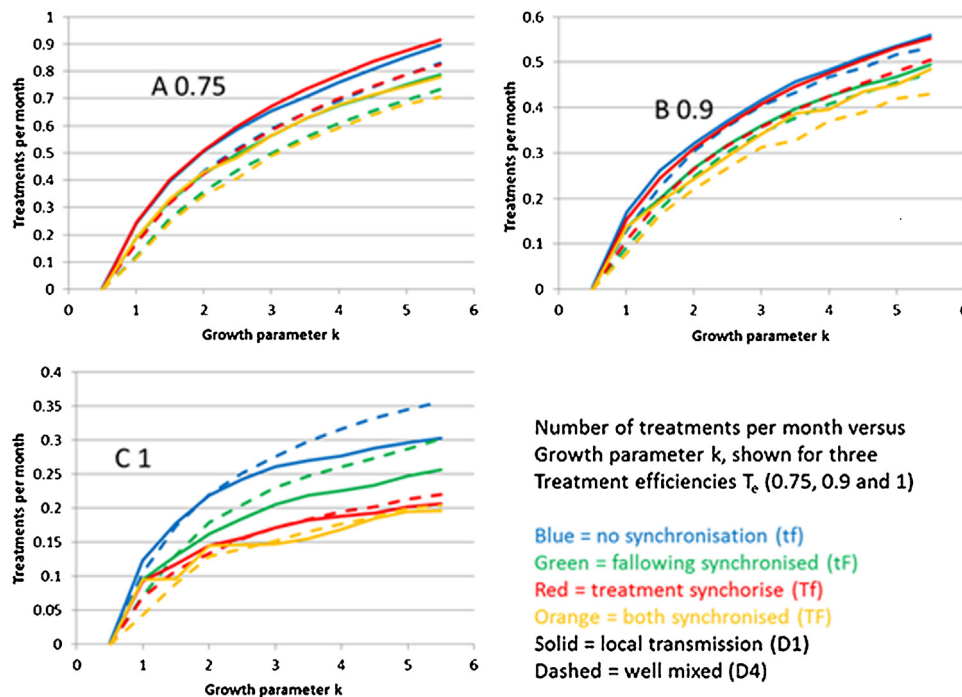 1
0.9
0.8
0.7
0.6
0.5
0.4
0.3
0.2
0.1
0
Treatments per month
A 0.75
0 1 2 3 4 5 6
Growth parameter k
0.6
0.5
0.4
0.3
0.2
0.1
0
Treatments per month
B 0.9
0 1 2 3 4 5 6
Growth parameter k
0.4
0.35
0.3
0.25
0.2
0.15
0.1
0.05
0
Treatments per month
C 1
0 1 2 3 4 5 6
Growth parameter k
Number of treatments per month versus
Growth parameter k, shown for three
Treatment efficiencies Te (0.75, 0.9 and 1)
Blue = no synchronisation (tf)
Green = fallowing synchronised (tF)
Red = treatment synchorise (Tf)
Orange = both synchronised (TF)
Solid = local transmission (D1)
Dashed = well mixed (D4)